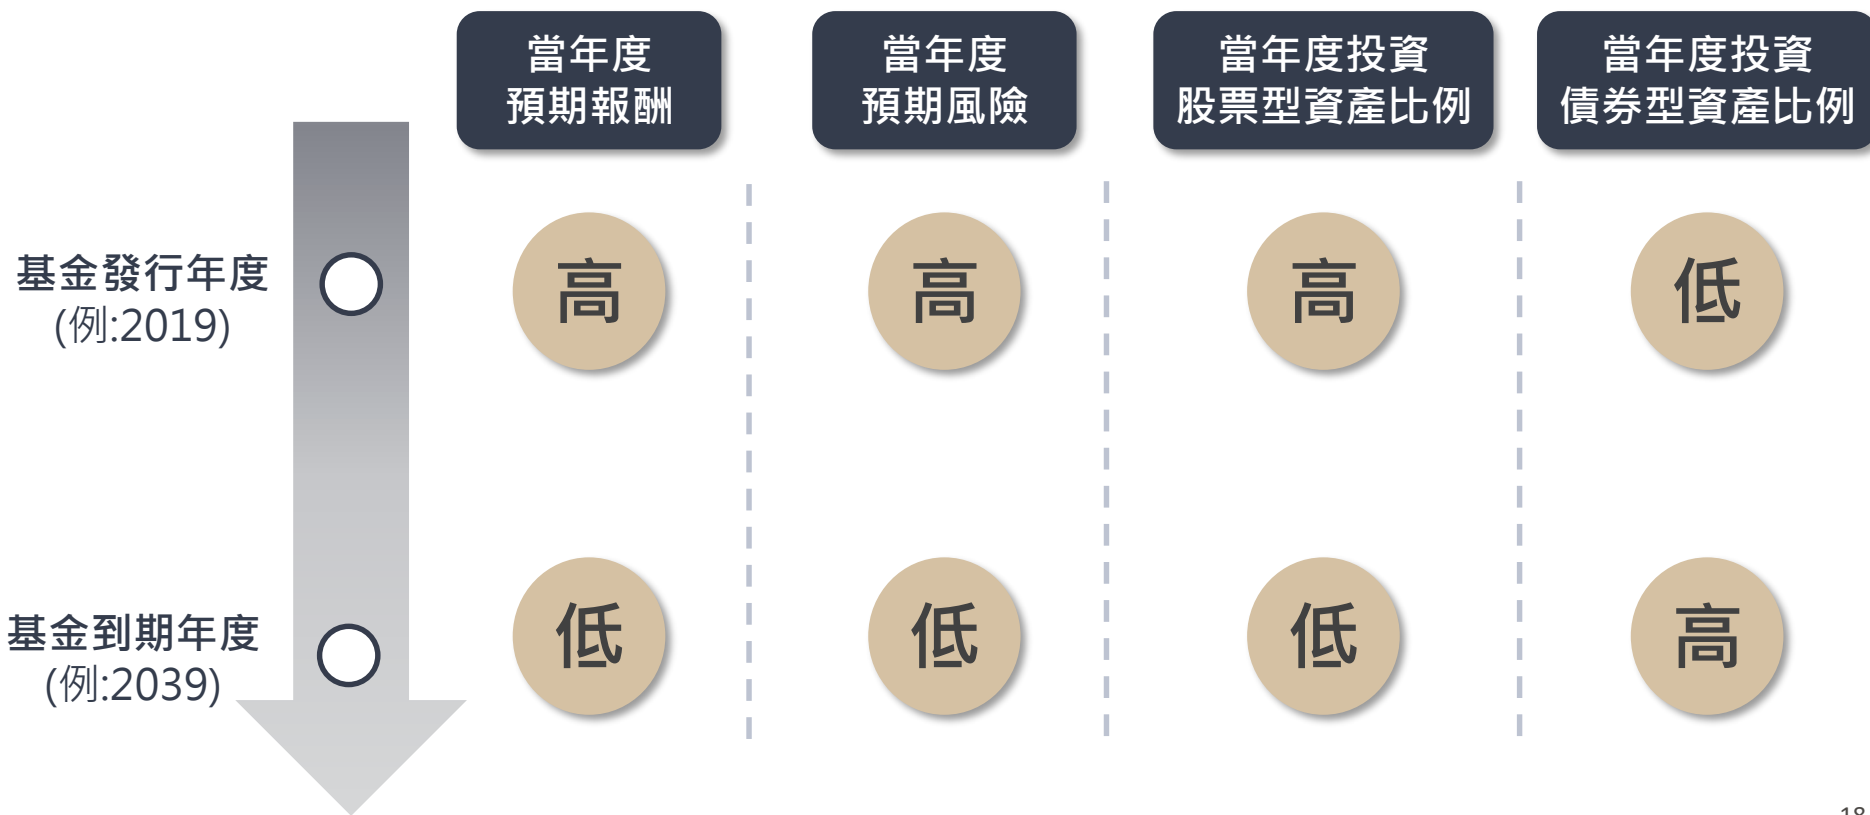 當年度
預期報酬
當年度
預期風險
當年度投資
股票型資產比例
當年度投資
債券型資產比例
基金發行年度
(例:2019)
高
高
高
低
基金到期年度
(例:2039)
低
低
低
高
18